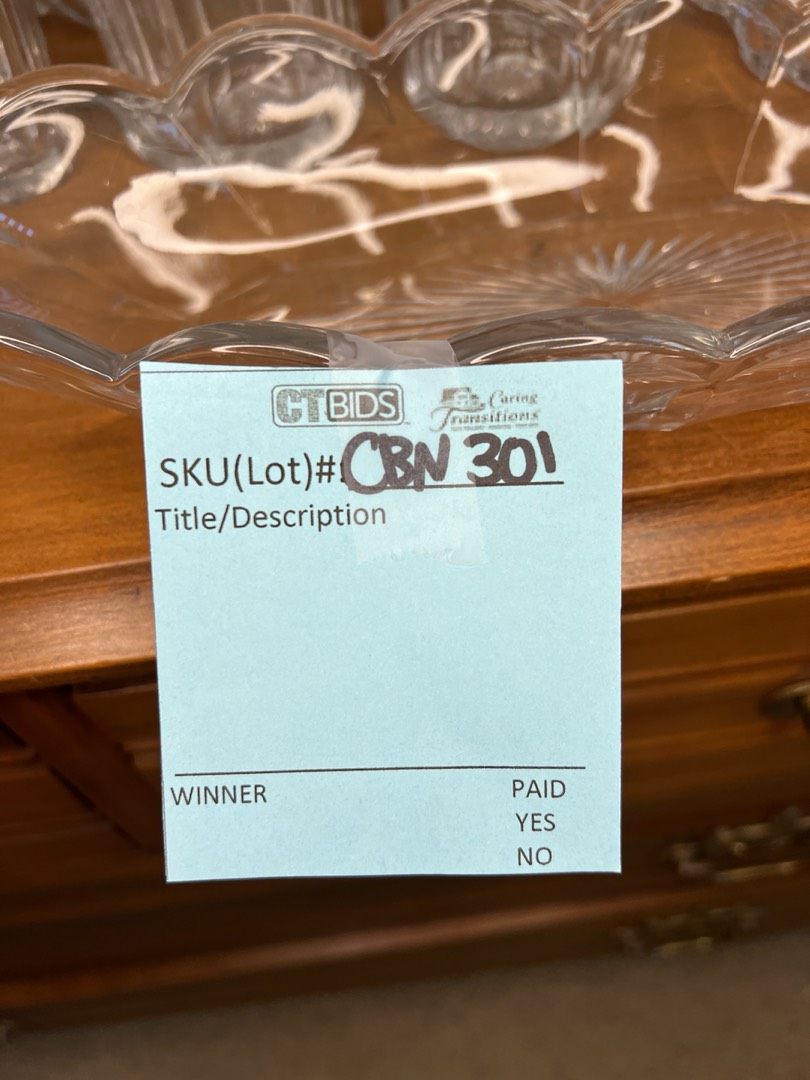 CTBIDS Caring Transitions
SKU(Lot)#: CBN 301
Title/Description
WINNER PAID
YES
NO